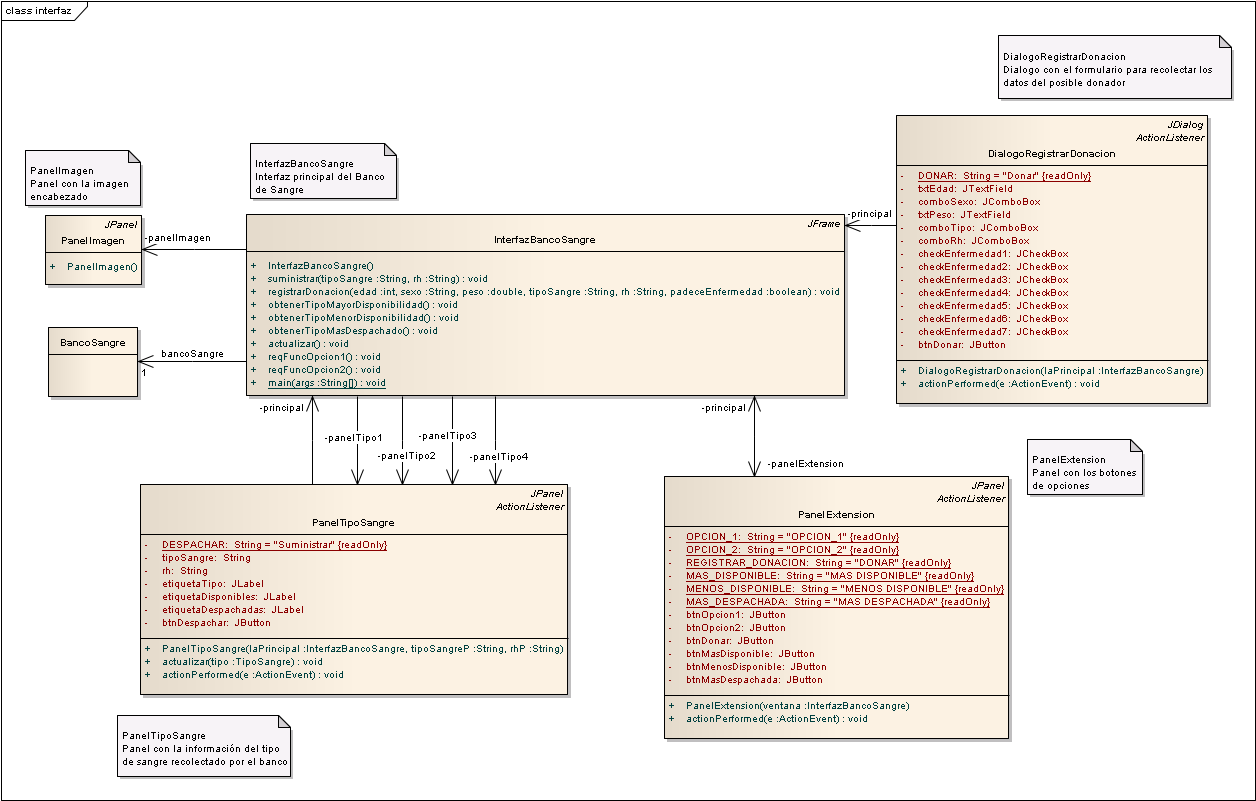 class interfaz
DialogoRegistrarDonacion
Dialogo con el formulario para recolectar los
datos del posible donador
JDialog
ActionListener
DialogoRegistrarDonacion
- DONAR: String = "Donar" {readOnly}
- txtEdad: JTextField
- comboSexo: JComboBox
- txtPeso: JTextField
- comboTipo: JComboBox
- comboRh: JComboBox
- checkEnfermedad1: JCheckBox
- checkEnfermedad2: JCheckBox
- checkEnfermedad3: JCheckBox
- checkEnfermedad4: JCheckBox
- checkEnfermedad5: JCheckBox
- checkEnfermedad6: JCheckBox
- checkEnfermedad7: JCheckBox
- btnDonar: JButton
+ DialogoRegistrarDonacion(laPrincipal :InterfazBancoSangre)
+ actionPerformed(e :ActionEvent) : void
PanelImagen
Panel con la imagen
encabezado
InterfazBancoSangre
Interfaz principal del Banco
de Sangre
JPanel
PanelImagen
+ PanelImagen()
-panelImagen
-principal
JFrame
InterfazBancoSangre
+ InterfazBancoSangre()
+ suministrar(tipoSangre :String, rh :String) : void
+ registrarDonacion(edad :int, sexo :String, peso :double, tipoSangre :String, rh :String, padeceEnfermedad :boolean) : void
+ obtenerTipoMayorDisponibilidad() : void
+ obtenerTipoMenorDisponibilidad() : void
+ obtenerTipoMasDespachado() : void
+ actualizar() : void
+ reqFuncOpcion1() : void
+ reqFuncOpcion2() : void
+ main(args :String[]) : void
BancoSangre
bancoSangre
1
-principal
-panelTipo1
-panelTipo2
-panelTipo3
-panelTipo4
-principal
-panelExtension
PanelExtension
Panel con los botones
de opciones
JPanel
ActionListener
PanelTipoSangre
- DESPACHAR: String = "Suministrar" {readOnly}
- tipoSangre: String
- rh: String
- etiquetaTipo: JLabel
- etiquetaDisponibles: JLabel
- etiquetaDespachadas: JLabel
- btnDespachar: JButton
+ PanelTipoSangre(laPrincipal :InterfazBancoSangre, tipoSangreP :String, rhP :String)
+ actualizar(tipo :TipoSangre) : void
+ actionPerformed(e :ActionEvent) : void
JPanel
ActionListener
PanelExtension
- OPCION_1: String = "OPCION_1" {readOnly}
- OPCION_2: String = "OPCION_2" {readOnly}
- REGISTRAR_DONACION: String = "DONAR" {readOnly}
- MAS_DISPONIBLE: String = "MAS DISPONIBLE" {readOnly}
- MENOS_DISPONIBLE: String = "MENOS DISPONIBLE" {readOnly}
- MAS_DESPACHADA: String = "MAS DESPACHADA" {readOnly}
- btnOpcion1: JButton
- btnOpcion2: JButton
- btnDonar: JButton
- btnMasDisponible: JButton
- btnMenosDisponible: JButton
- btnMasDespachada: JButton
+ PanelExtension(ventana :InterfazBancoSangre)
+ actionPerformed(e :ActionEvent) : void
PanelTipoSangre
Panel con la información del tipo
de sangre recolectado por el banco